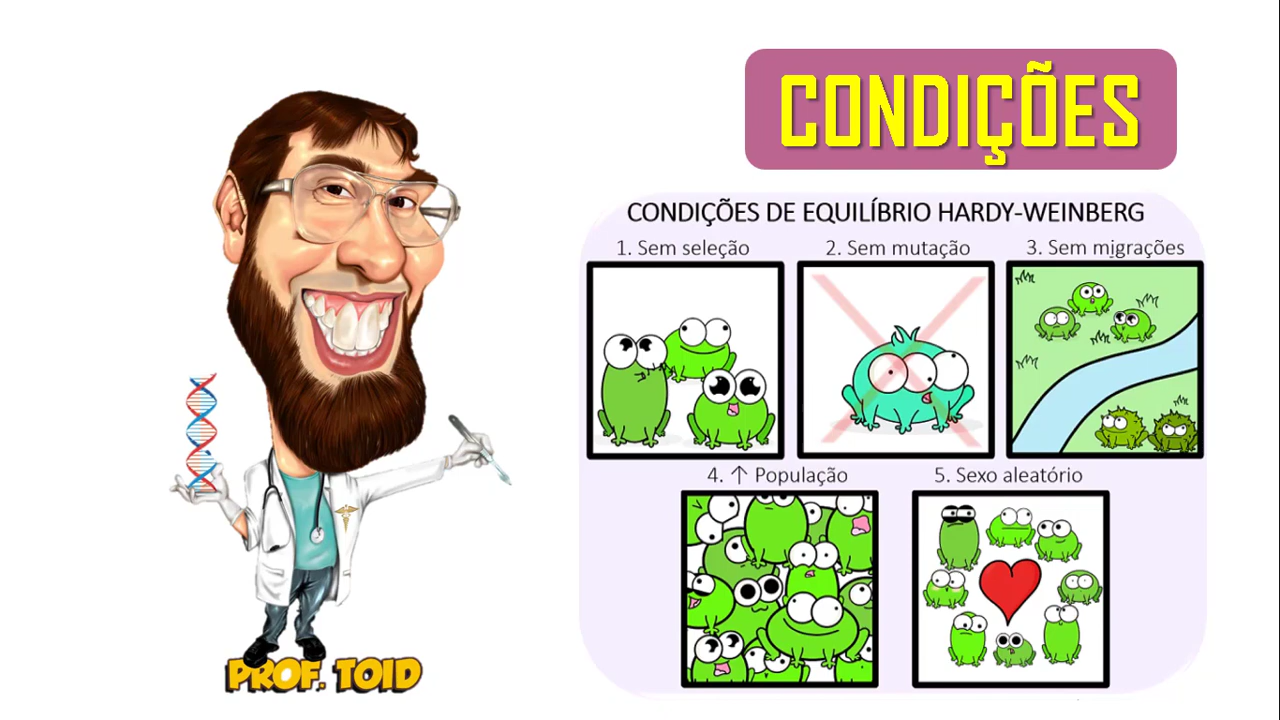 CONDIÇÕES
CONDIÇÕES DE EQUILÍBRIO HARDY-WEINBERG
1. Sem seleção
2. Sem mutação
3. Sem migrações
4. ↑ População
5. Sexo aleatório
PROF. TOID